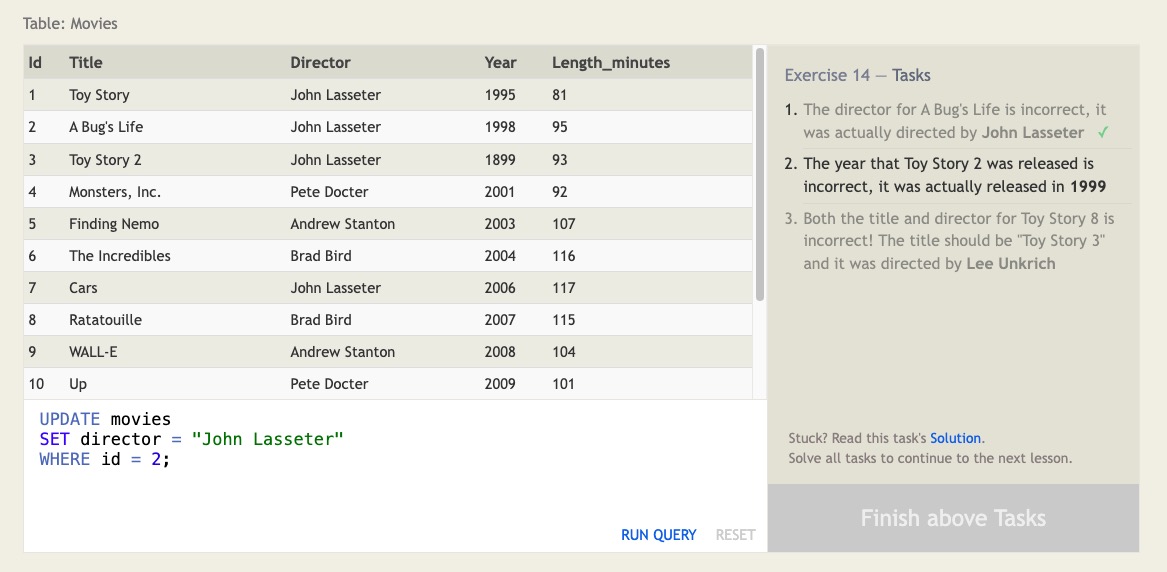 Table: Movies
Id Title Director Year Length_minutes
1 Toy Story John Lasseter 1995 81
2 A Bug's Life John Lasseter 1998 95
3 Toy Story 2 John Lasseter 1899 93
4 Monsters, Inc. Pete Docter 2001 92
5 Finding Nemo Andrew Stanton 2003 107
6 The Incredibles Brad Bird 2004 116
7 Cars John Lasseter 2006 117
8 Ratatouille Brad Bird 2007 115
9 WALL-E Andrew Stanton 2008 104
10 Up Pete Docter 2009 101
UPDATE movies
SET director = "John Lasseter"
WHERE id = 2;
RUN QUERY RESET
Exercise 14 — Tasks
1. The director for A Bug's Life is incorrect, it
was actually directed by John Lasseter ✓
2. The year that Toy Story 2 was released is
incorrect, it was actually released in 1999
3. Both the title and director for Toy Story 8 is
incorrect! The title should be "Toy Story 3"
and it was directed by Lee Unkrich
Stuck? Read this task's Solution.
Solve all tasks to continue to the next lesson.
Finish above Tasks